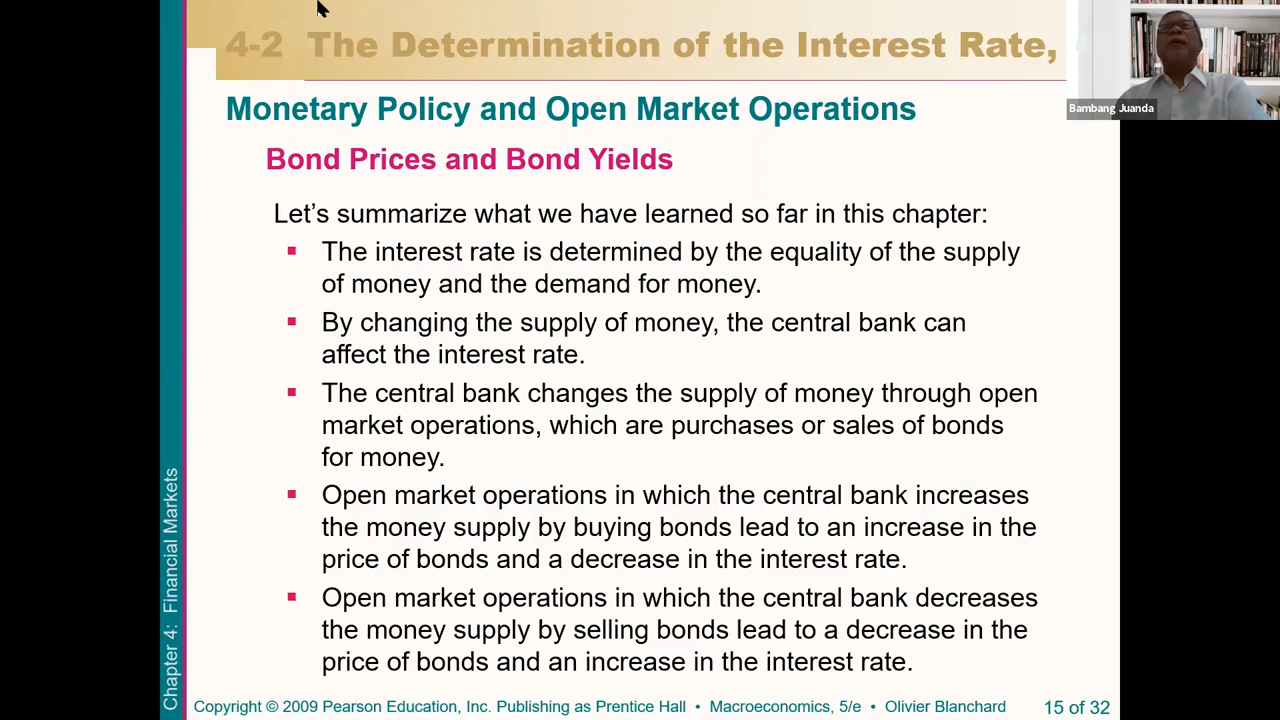 4-2 The Determination of the Interest Rate,
Bambang Juanda
Monetary Policy and Open Market Operations
Bond Prices and Bond Yields
Let’s summarize what we have learned so far in this chapter:
▪ The interest rate is determined by the equality of the supply
of money and the demand for money.
▪ By changing the supply of money, the central bank can
affect the interest rate.
▪ The central bank changes the supply of money through open
market operations, which are purchases or sales of bonds
for money.
▪ Open market operations in which the central bank increases
the money supply by buying bonds lead to an increase in the
price of bonds and a decrease in the interest rate.
▪ Open market operations in which the central bank decreases
the money supply by selling bonds lead to a decrease in the
price of bonds and an increase in the interest rate.
Chapter 4: Financial Markets
Copyright © 2009 Pearson Education, Inc. Publishing as Prentice Hall • Macroeconomics, 5/e • Olivier Blanchard
15 of 32